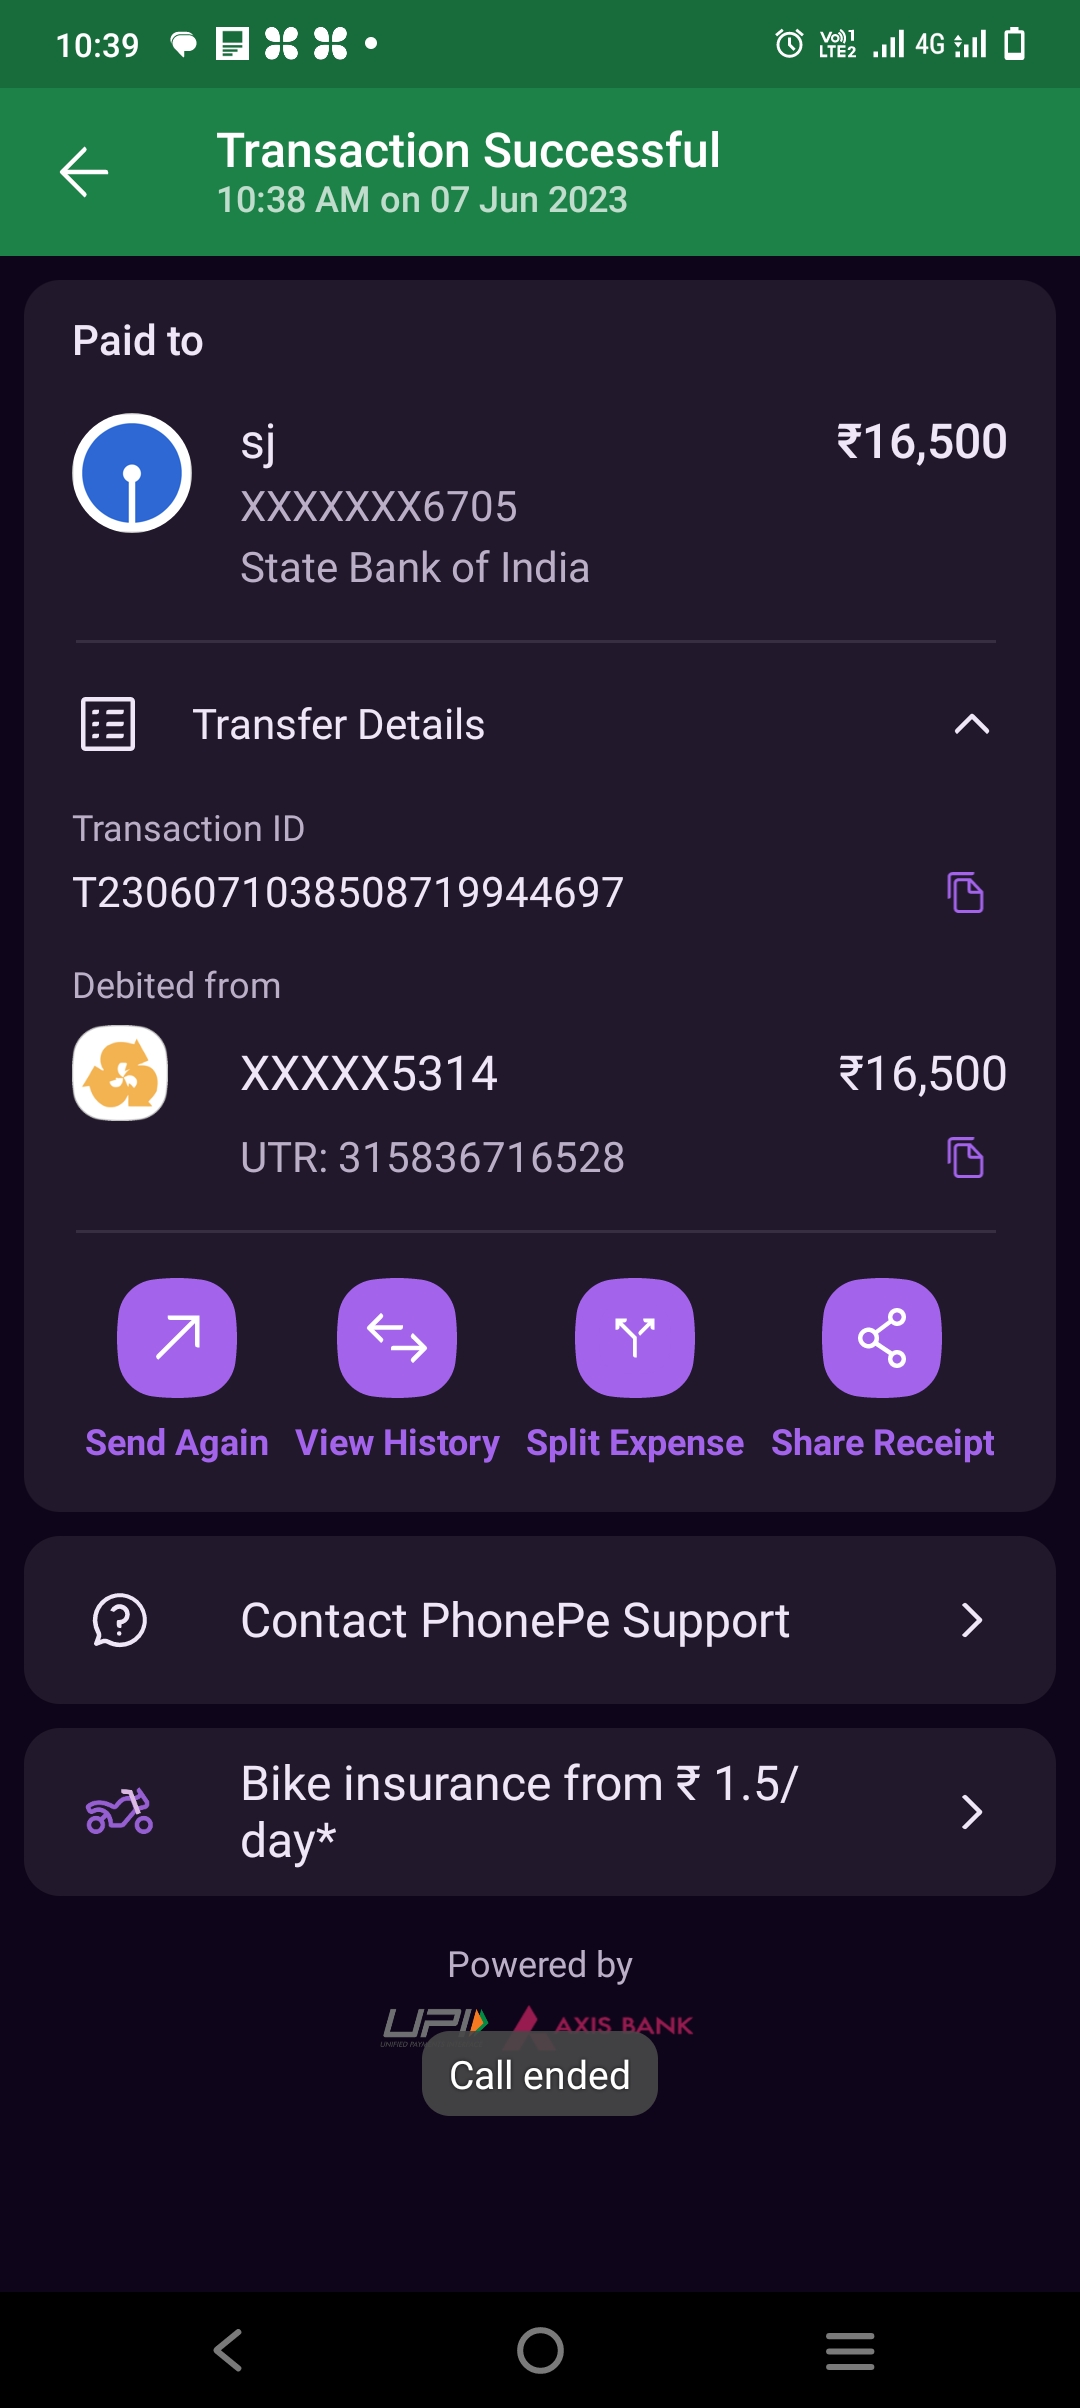 10:39
Vo)) 1
LTE2
4G
Transaction Successful
10:38 AM on 07 Jun 2023
Paid to
sj
₹16,500
XXXXXXX6705
State Bank of India
Transfer Details
Transaction ID
T2306071038508719944697
Debited from
XXXXX5314
₹16,500
UTR: 315836716528
Send Again
View History
Split Expense
Share Receipt
Contact PhonePe Support
Bike insurance from ₹ 1.5/
day*
Powered by
UPI
AXIS BANK
Call ended